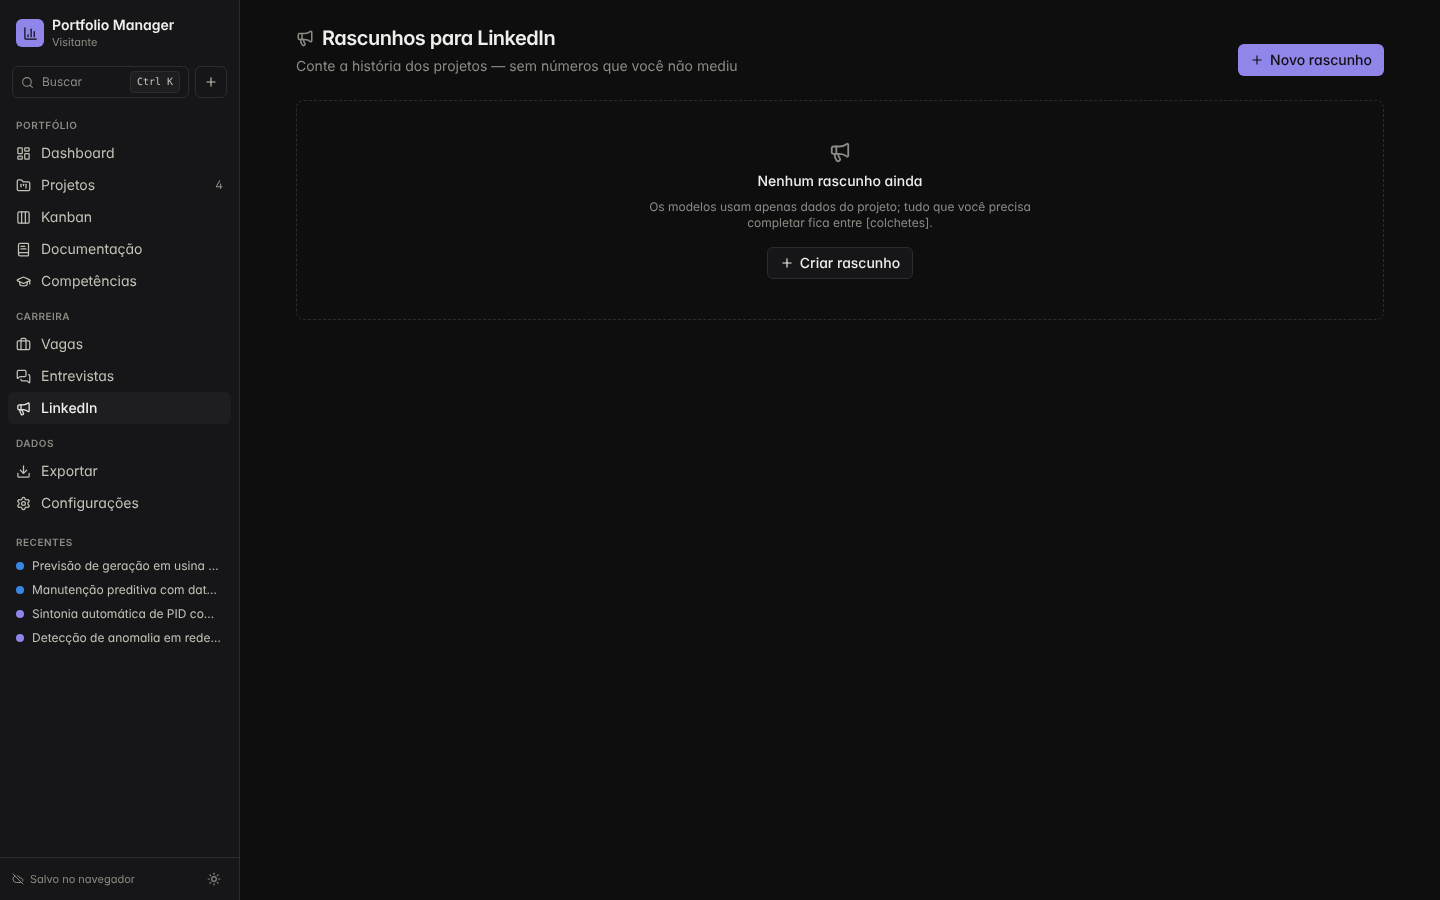 Portfolio Manager
Visitante
Buscar
Ctrl K
PORTFÓLIO
Dashboard
Projetos 4
Kanban
Documentação
Competências
CARREIRA
Vagas
Entrevistas
LinkedIn
DADOS
Exportar
Configurações
RECENTES
Previsão de geração em usina ...
Manutenção preditiva com dat...
Sintonia automática de PID co...
Detecção de anomalia em rede...
Salvo no navegador
Rascunhos para LinkedIn
Conte a história dos projetos — sem números que você não mediu
Novo rascunho
Nenhum rascunho ainda
Os modelos usam apenas dados do projeto; tudo que você precisa
completar fica entre [colchetes].
Criar rascunho